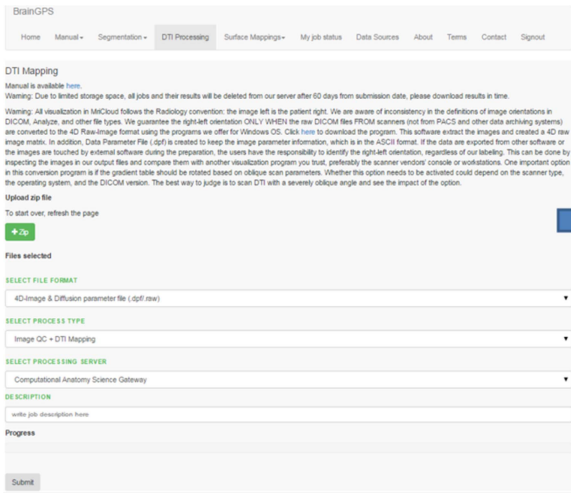 BrainGPS
Home Manual Segmentation DTI Processing Surface Mappings My job status Data Sources About Terms Contact Signout
DTI Mapping
Manual is available here.
Warning: Due to limited storage space, all jobs and their results will be deleted from our server after 60 days from submission date, please download results in time.
Warning: All visualization in MriCloud follows the Radiology convention: the image left is the patient right. We are aware of inconsistency in the definitions of image orientations in
DICOM, Analyze, and other file types. We guarantee the right-left orientation ONLY WHEN the raw DICOM files FROM scanners (not from PACS and other data archiving systems)
are converted to the 4D Raw-Image format using the programs we offer for Windows OS. Click here to download the program. This software extract the images and created a 4D raw
image matrix. In addition, Data Parameter File (.dpf) is created to keep the image parameter information, which is in the ASCII format. If the data are exported from other software or
the images are touched by external software during the preparation, the users have the responsibility to identify the right-left orientation, regardless of our labeling. This can be done by
inspecting the images in our output files and compare them with another visualization program you trust, preferably the scanner vendors' console or workstations. One important option
in this conversion program is if the gradient table should be rotated based on oblique scan parameters. Whether this option needs to be activated could depend on the scanner type,
the operating system, and the DICOM version. The best way to judge is to scan DTI with a severely oblique angle and see the impact of the option.
Upload zip file
To start over, refresh the page
+ Zip
Files selected
SELECT FILE FORMAT
4D-Image & Diffusion parameter file (.dpf/.raw)
SELECT PROCESS TYPE
Image QC + DTI Mapping
SELECT PROCESSING SERVER
Computational Anatomy Science Gateway
DESCRIPTION
write job description here
Progress
Submit